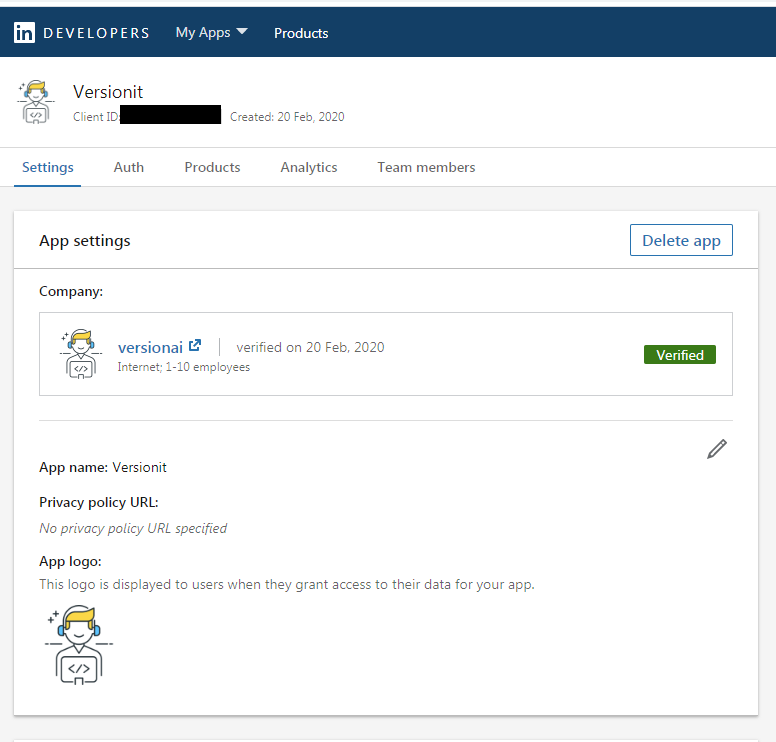 in DEVELOPERS My Apps Products
Versionit
Client ID: Created: 20 Feb, 2020
Settings Auth Products Analytics Team members
App settings Delete app
Company:
versionai verified on 20 Feb, 2020 Verified
Internet; 1-10 employees
App name: Versionit
Privacy policy URL:
No privacy policy URL specified
App logo:
This logo is displayed to users when they grant access to their data for your app.